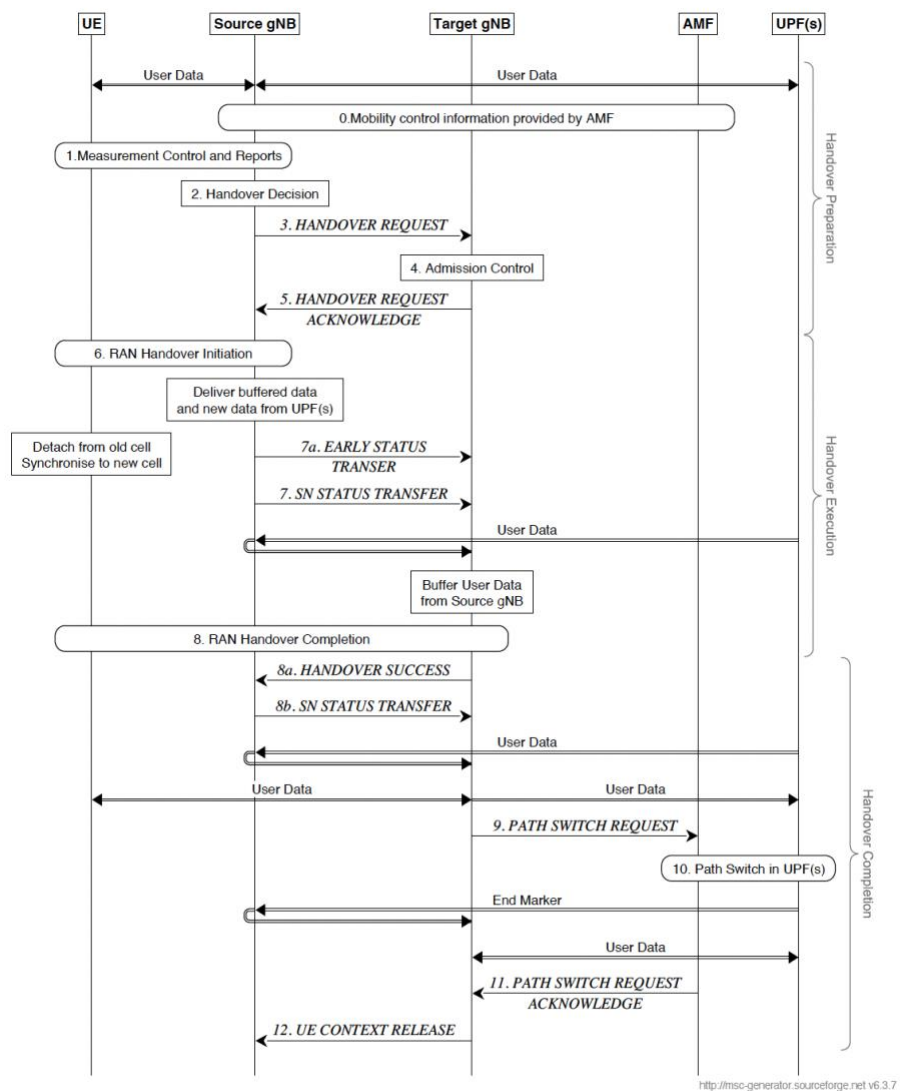 UE
Source gNB
Target gNB
AMF
UPF(s)
User Data
User Data
0.Mobility control information provided by AMF
1.Measurement Control and Reports
2. Handover Decision
3. HANDOVER REQUEST
4. Admission Control
5. HANDOVER REQUEST
ACKNOWLEDGE
Handover Preparation
6. RAN Handover Initiation
Deliver buffered data
and new data from UPF(s)
Detach from old cell
Synchronise to new cell
7a. EARLY STATUS
TRANSER
7. SN STATUS TRANSFER
User Data
Buffer User Data
from Source gNB
Handover Execution
8. RAN Handover Completion
8a. HANDOVER SUCCESS
8b. SN STATUS TRANSFER
User Data
User Data
User Data
9. PATH SWITCH REQUEST
10. Path Switch in UPF(s)
End Marker
User Data
11. PATH SWITCH REQUEST
ACKNOWLEDGE
12. UE CONTEXT RELEASE
Handover Completion
http://msc-generator.sourceforge.net v6.3.7